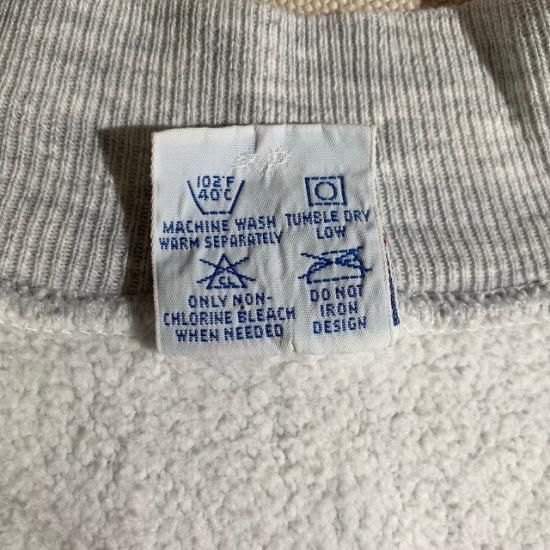 102°F
40°C
MACHINE WASH
WARM SEPARATELY
TUMBLE DRY
LOW
CL
ONLY NON-
CHLORINE BLEACH
WHEN NEEDED
DO NOT
IRON
DESIGN